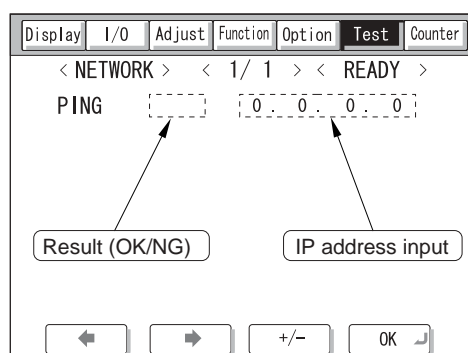 Display I/O Adjust Function Option Test Counter
< NETWORK > < 1/ 1 > < READY >
PING 0. 0. 0. 0
Result (OK/NG) IP address input
+/− OK